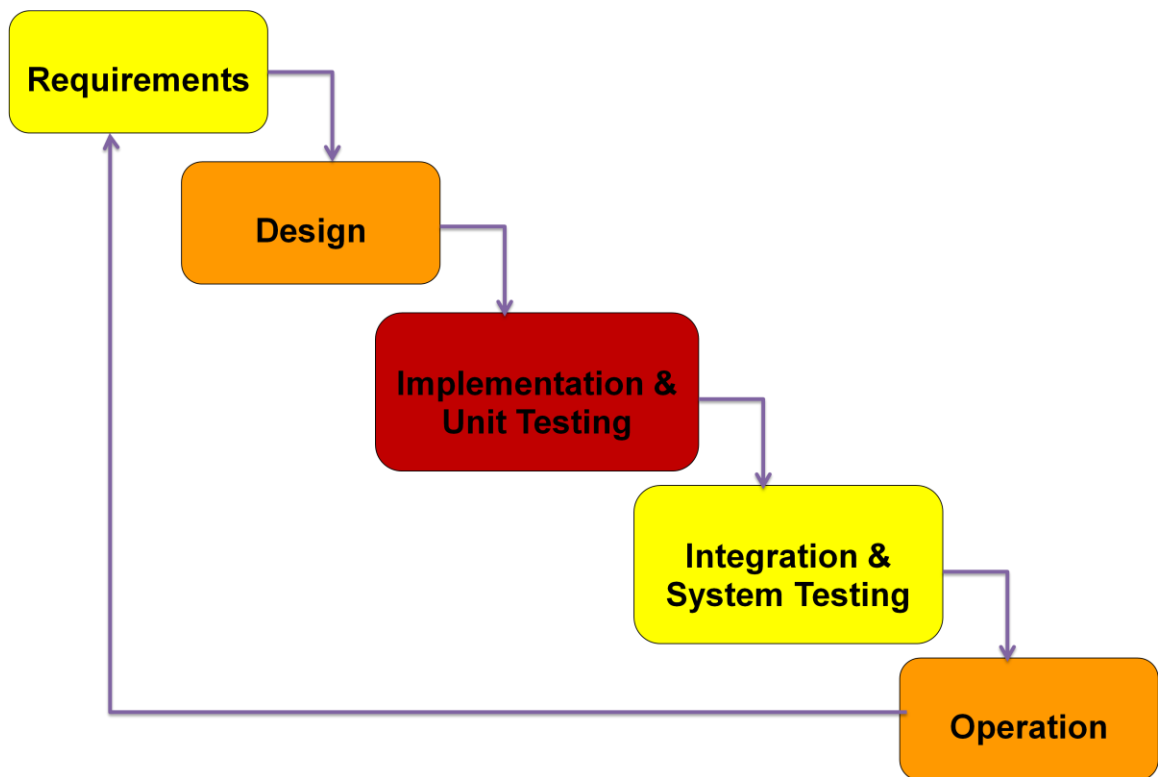 Requirements
Design
Implementation &
Unit Testing
Integration &
System Testing
Operation